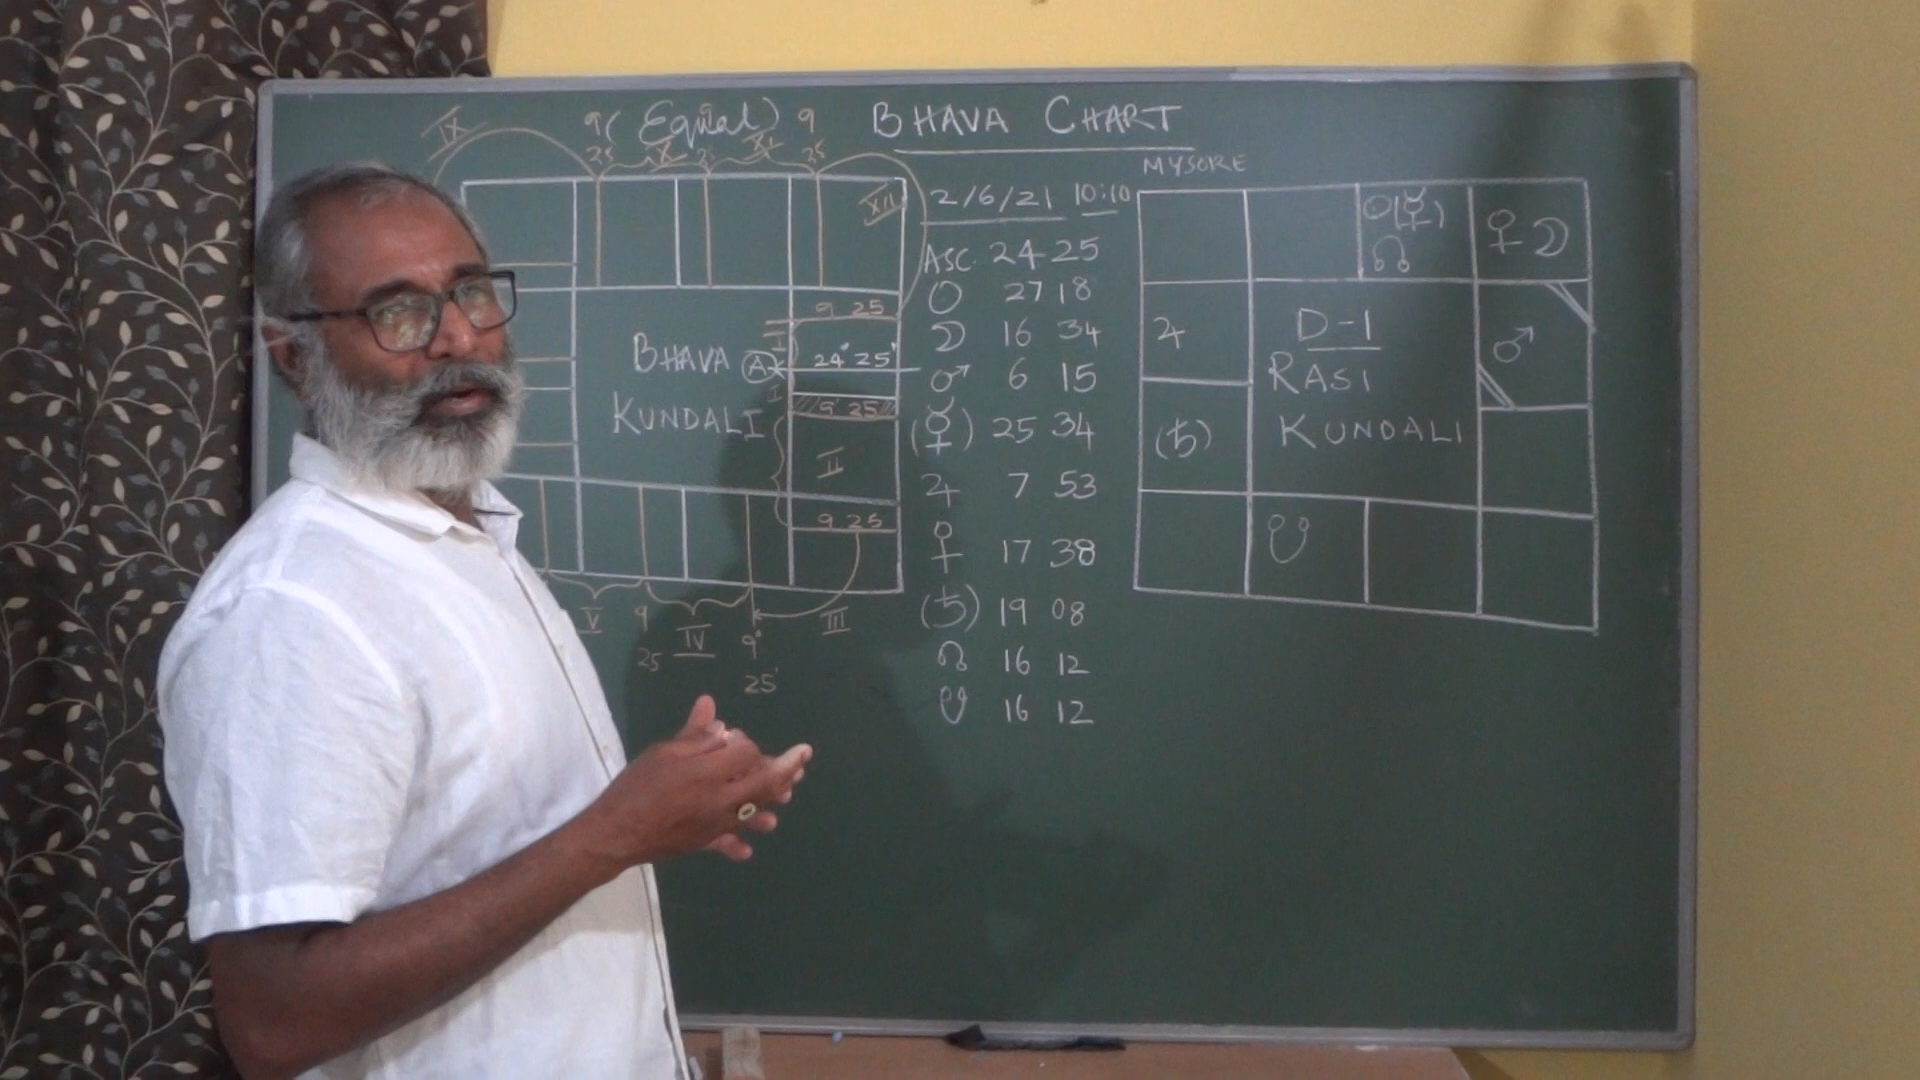 BHAVA CHART
(Equal)
9 9 9
25 25 25
IX X XI XII
MYSORE
2/6/21 10:10
ASC. 24 25
☉ 27 18
☽ 16 34
♂ 6 15
(☿) 25 34
♃ 7 53
♀ 17 38
(♄) 19 08
☊ 16 12
☋ 16 12
BHAVA
KUNDALI
9 25
I
A 24° 25'
I
9° 25'
II
9 25
V 9 IV 9° III
25 25'
☉(☿) ♀ ☽
☊
♃ D-1 ♂
RASI
(♄) KUNDALI
☋